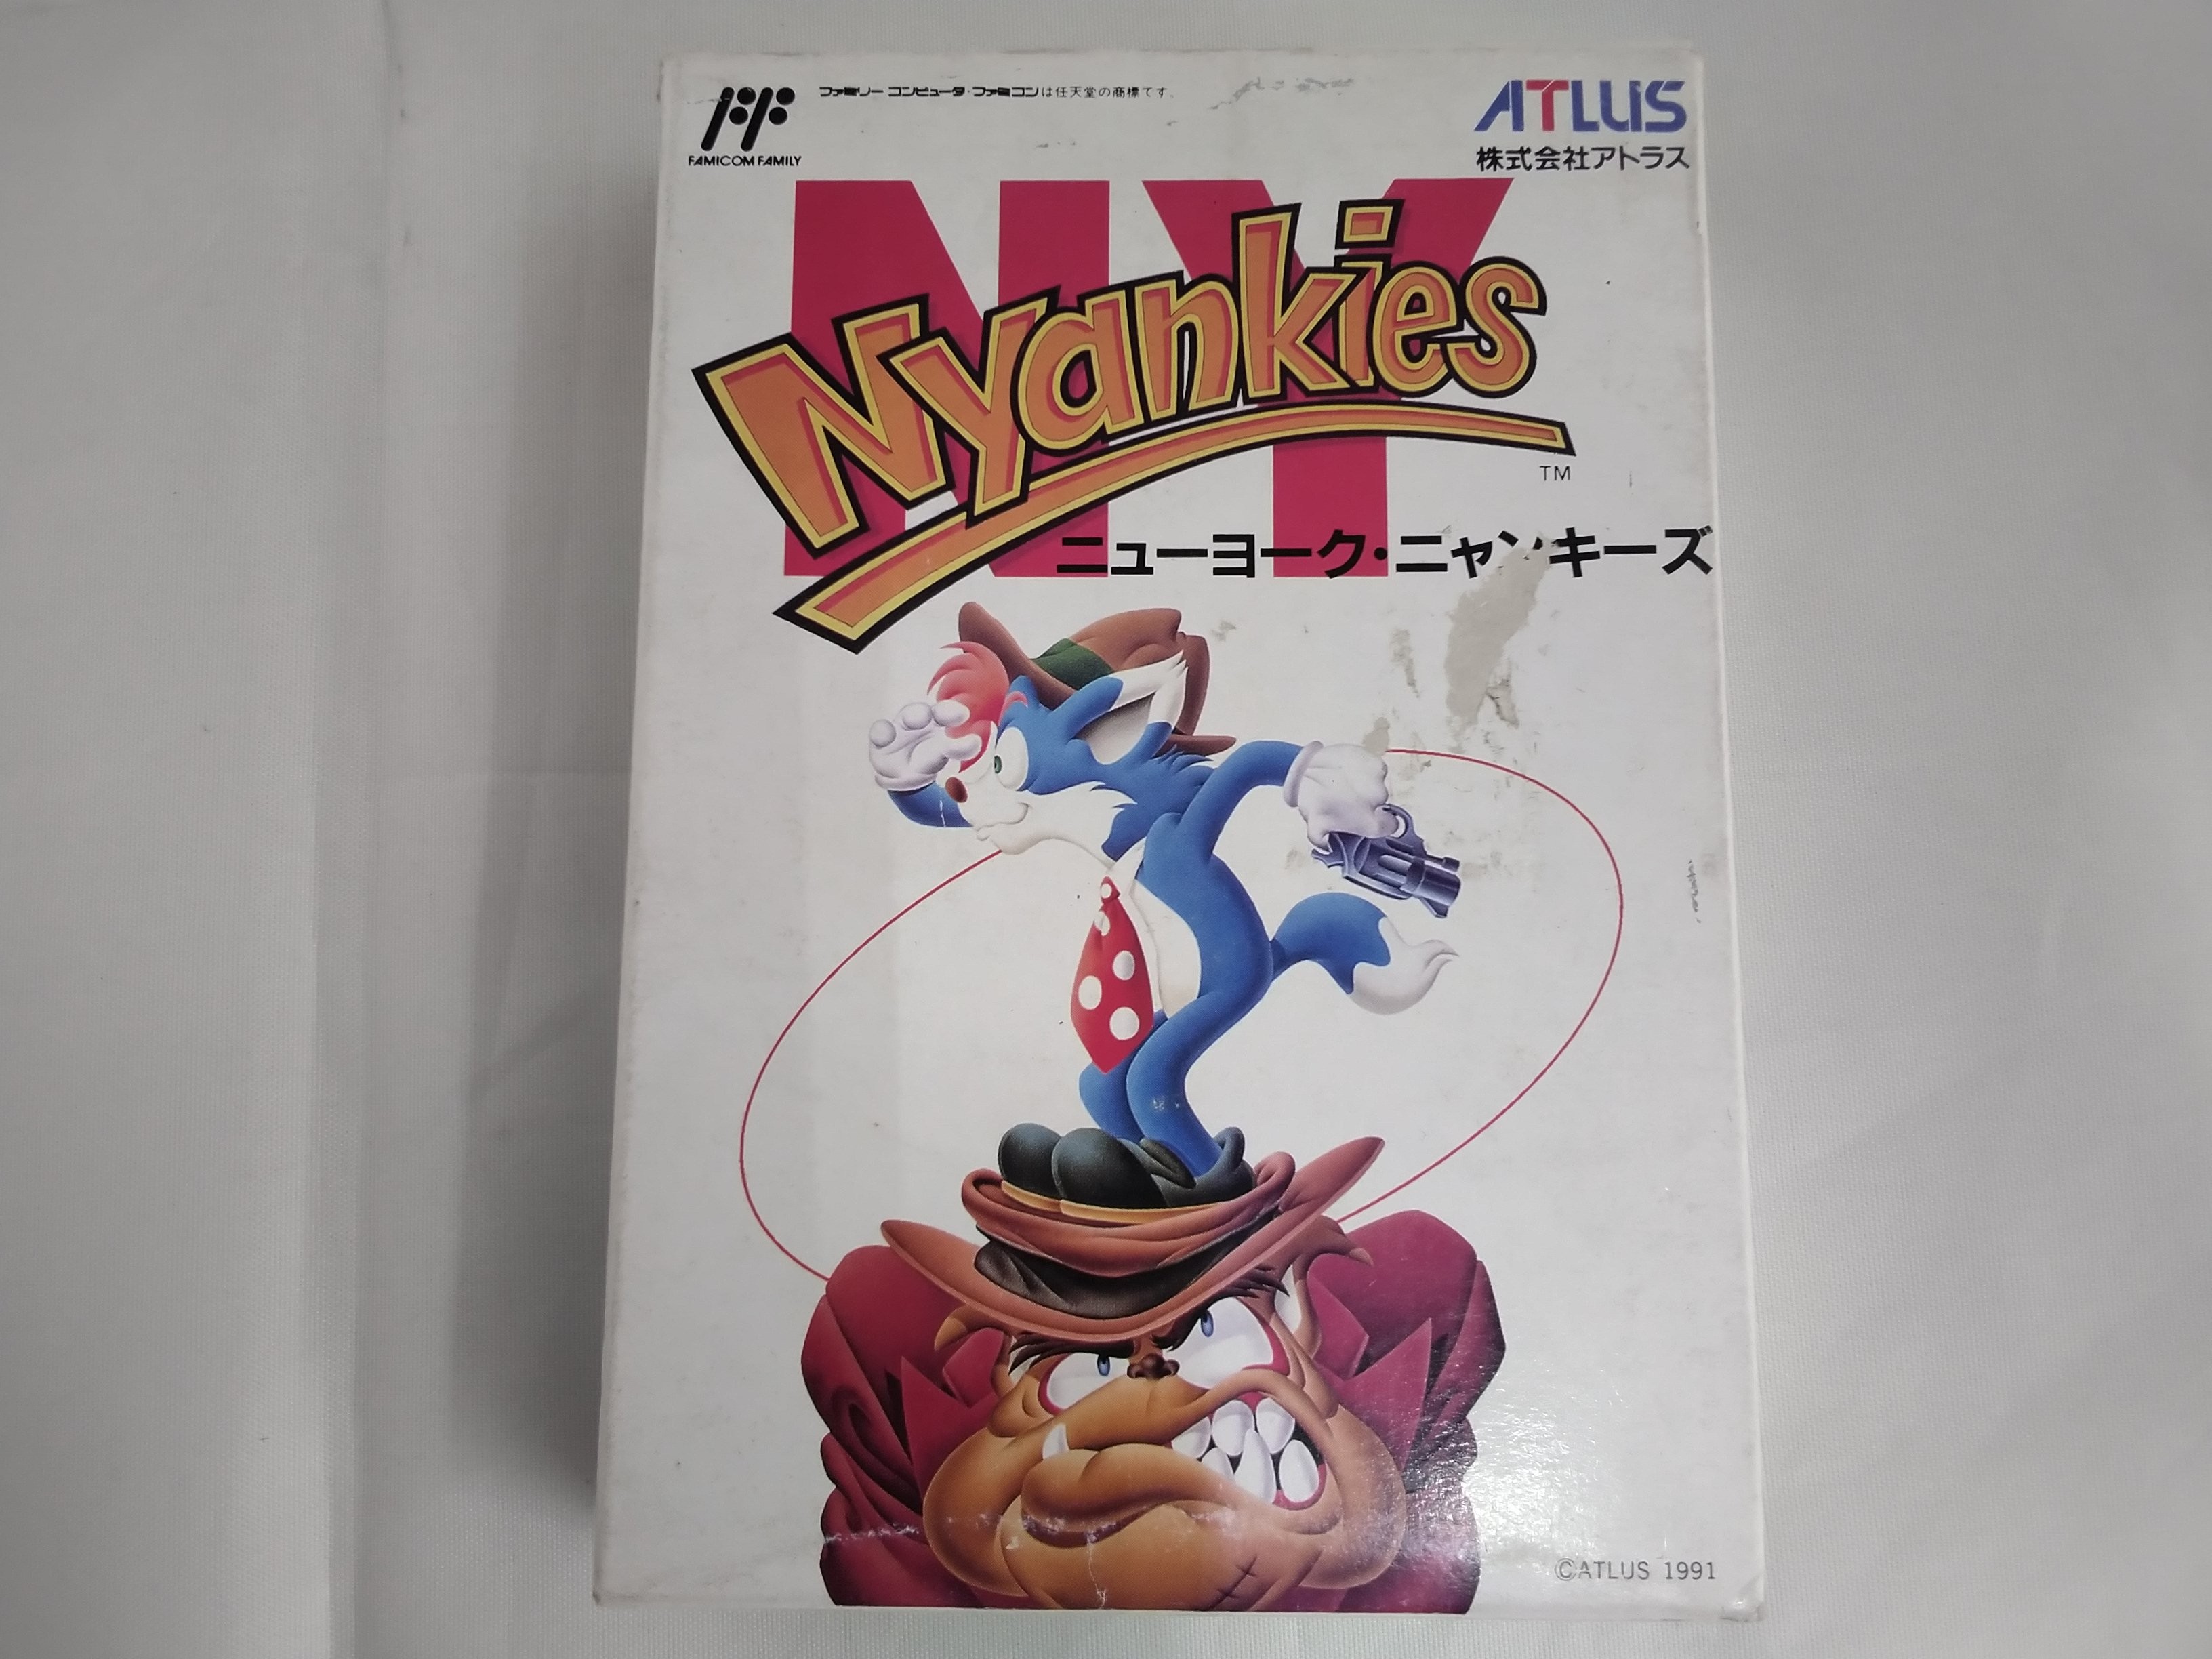 FAMICOM FAMILY
ファミリーコンピュータ・ファミコンは任天堂の商標です。
ATLUS
株式会社アトラス
NY
Nyankies
TM
ニューヨーク・ニャンキーズ
©ATLUS 1991